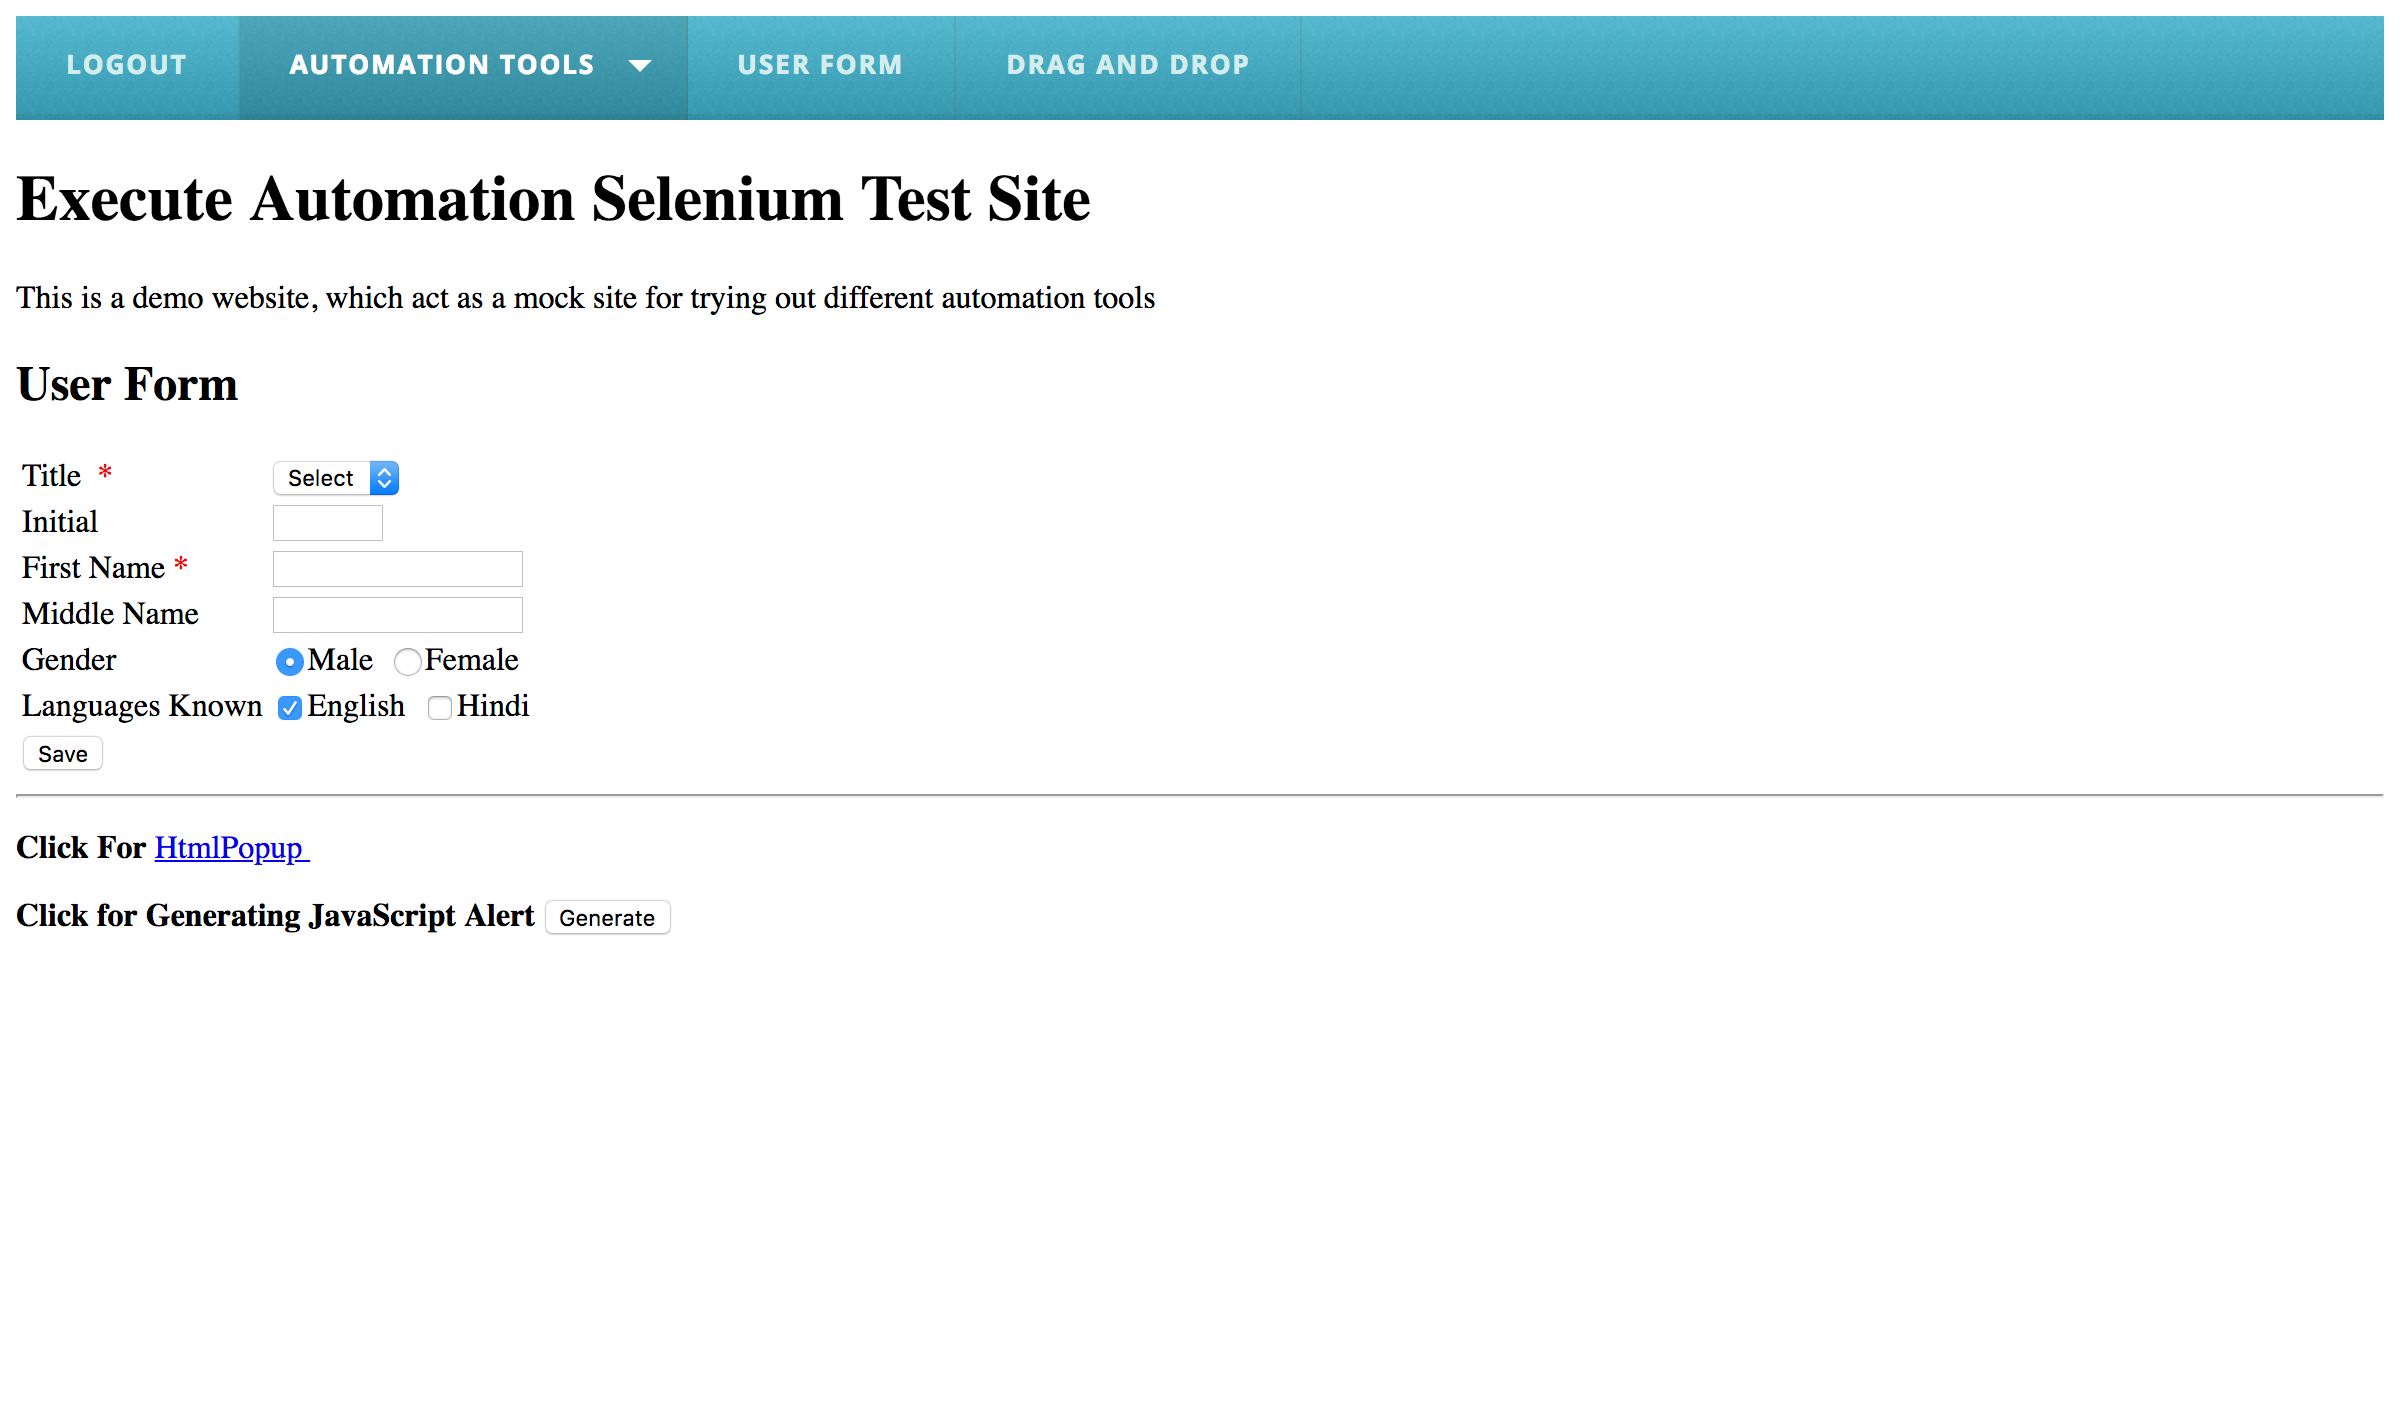 LOGOUT AUTOMATION TOOLS USER FORM DRAG AND DROP
Execute Automation Selenium Test Site
This is a demo website, which act as a mock site for trying out different automation tools
User Form
Title * Select
Initial
First Name *
Middle Name
Gender Male Female
Languages Known English Hindi
Save
Click For HtmlPopup
Click for Generating JavaScript Alert Generate